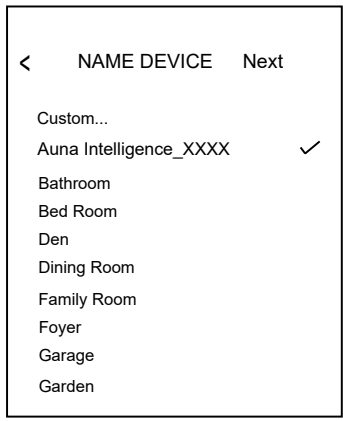 < NAME DEVICE Next
Custom...
Auna Intelligence_XXXX
Bathroom
Bed Room
Den
Dining Room
Family Room
Foyer
Garage
Garden